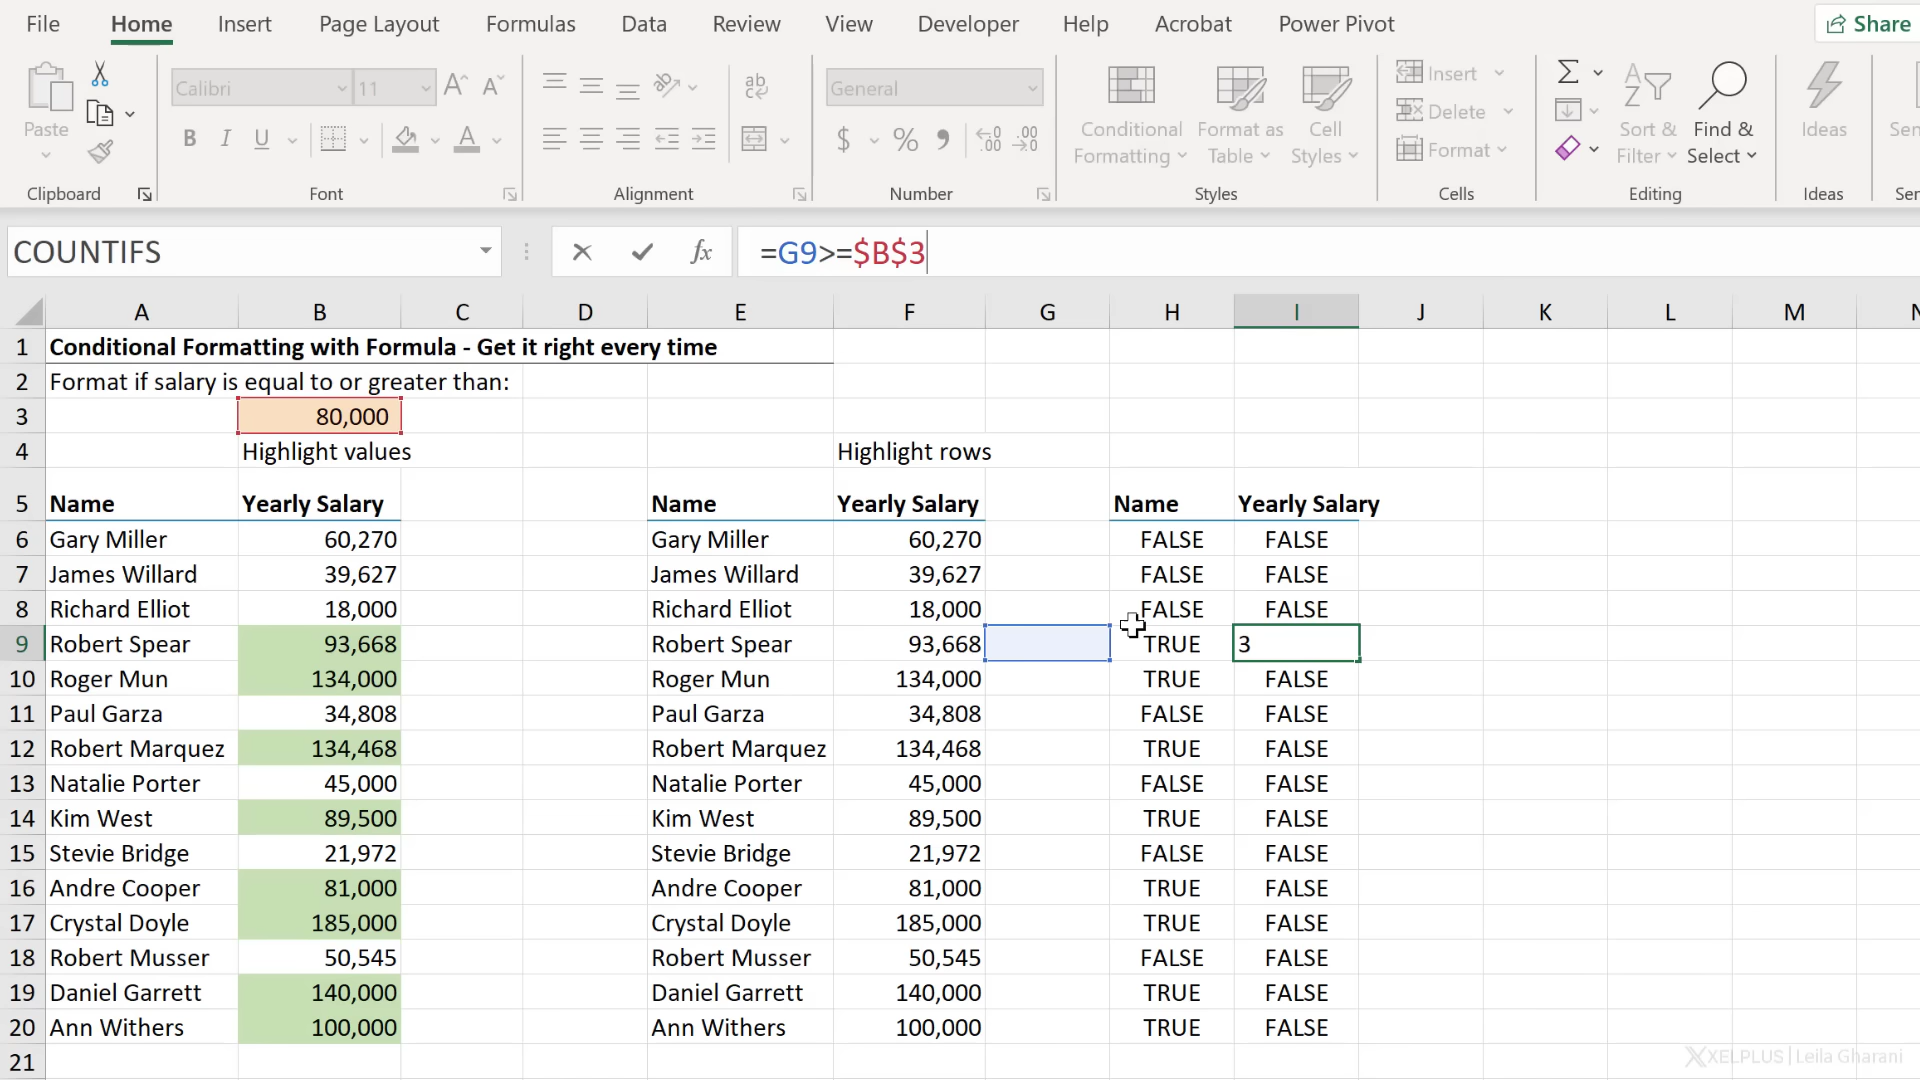 File Home Insert Page Layout Formulas Data Review View Developer Help Acrobat Power Pivot Share
Calibri 11 General Insert
Delete
Paste Conditional Format as Cell Sort & Find & Ideas
Formatting Table Styles Format Filter Select
Clipboard Font Alignment Number Styles Cells Editing Ideas
COUNTIFS fx =G9>=$B$3
A B C D E F G H I J K L M
1 Conditional Formatting with Formula - Get it right every time
2 Format if salary is equal to or greater than:
3 80,000
4 Highlight values Highlight rows
5 Name Yearly Salary Name Yearly Salary Name Yearly Salary
6 Gary Miller 60,270 Gary Miller 60,270 FALSE FALSE
7 James Willard 39,627 James Willard 39,627 FALSE FALSE
8 Richard Elliot 18,000 Richard Elliot 18,000 FALSE FALSE
9 Robert Spear 93,668 Robert Spear 93,668 TRUE 3
10 Roger Mun 134,000 Roger Mun 134,000 TRUE FALSE
11 Paul Garza 34,808 Paul Garza 34,808 FALSE FALSE
12 Robert Marquez 134,468 Robert Marquez 134,468 TRUE FALSE
13 Natalie Porter 45,000 Natalie Porter 45,000 FALSE FALSE
14 Kim West 89,500 Kim West 89,500 TRUE FALSE
15 Stevie Bridge 21,972 Stevie Bridge 21,972 FALSE FALSE
16 Andre Cooper 81,000 Andre Cooper 81,000 TRUE FALSE
17 Crystal Doyle 185,000 Crystal Doyle 185,000 TRUE FALSE
18 Robert Musser 50,545 Robert Musser 50,545 FALSE FALSE
19 Daniel Garrett 140,000 Daniel Garrett 140,000 TRUE FALSE
20 Ann Withers 100,000 Ann Withers 100,000 TRUE FALSE
21
XELPLUS | Leila Gharani